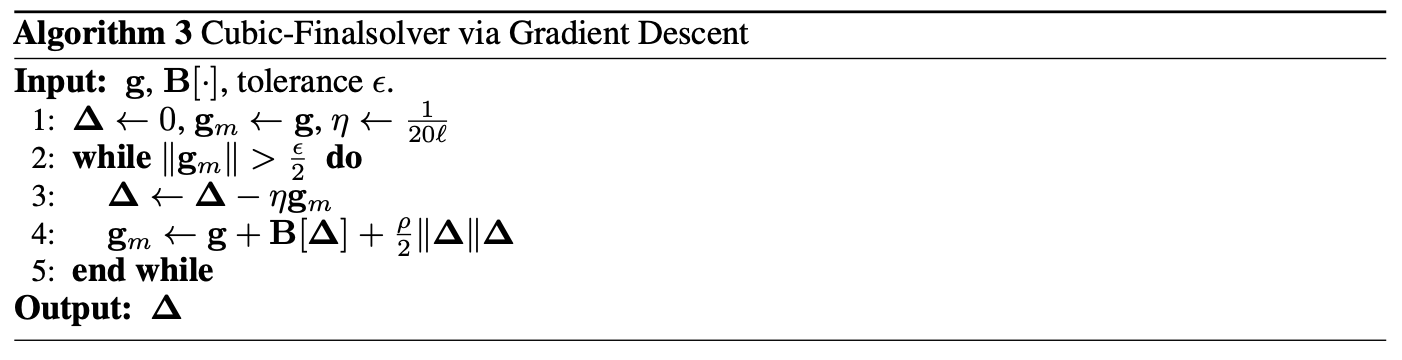 Algorithm 3 Cubic-Finalsolver via Gradient Descent
Input: g, B[·], tolerance ϵ.
1: Δ ← 0, g_m ← g, η ← 1/(20ℓ)
2: while ‖g_m‖ > ϵ/2 do
3: Δ ← Δ − ηg_m
4: g_m ← g + B[Δ] + ρ/2‖Δ‖Δ
5: end while
Output: Δ